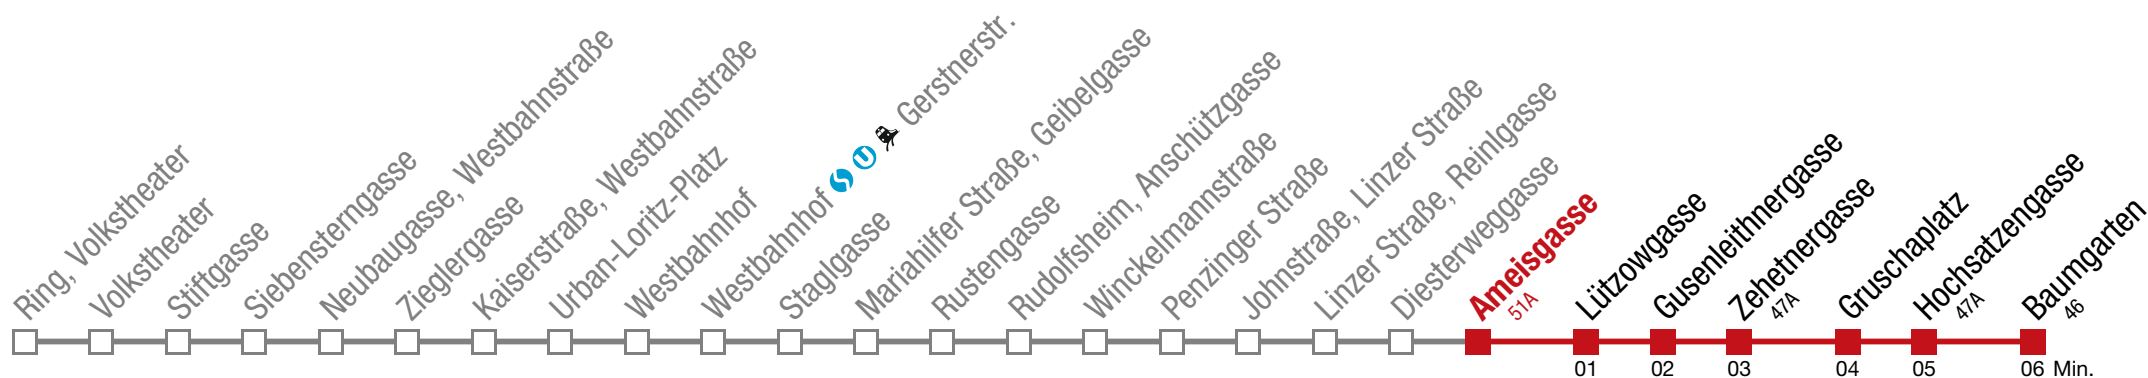 Ring, Volkstheater
Volkstheater
Stiftgasse
Siebensterngasse
Neubaugasse, Westbahnstraße
Zieglergasse
Kaiserstraße, Westbahnstraße
Urban-Loritz-Platz
Westbahnhof
Westbahnhof S U Gerstnerstr.
Staglgasse
Mariahilfer Straße, Geibelgasse
Rustengasse
Rudolfsheim, Anschützgasse
Winckelmannstraße
Penzinger Straße
Johnstraße, Linzer Straße
Linzer Straße, Reinlgasse
Diesterweggasse
Ameisgasse
51A
Lützowgasse
Gusenleithnergasse
Zehetnergasse
47A
Gruschaplatz
Hochsatzengasse
47A
Baumgarten
46
01 02 03 04 05 06 Min.